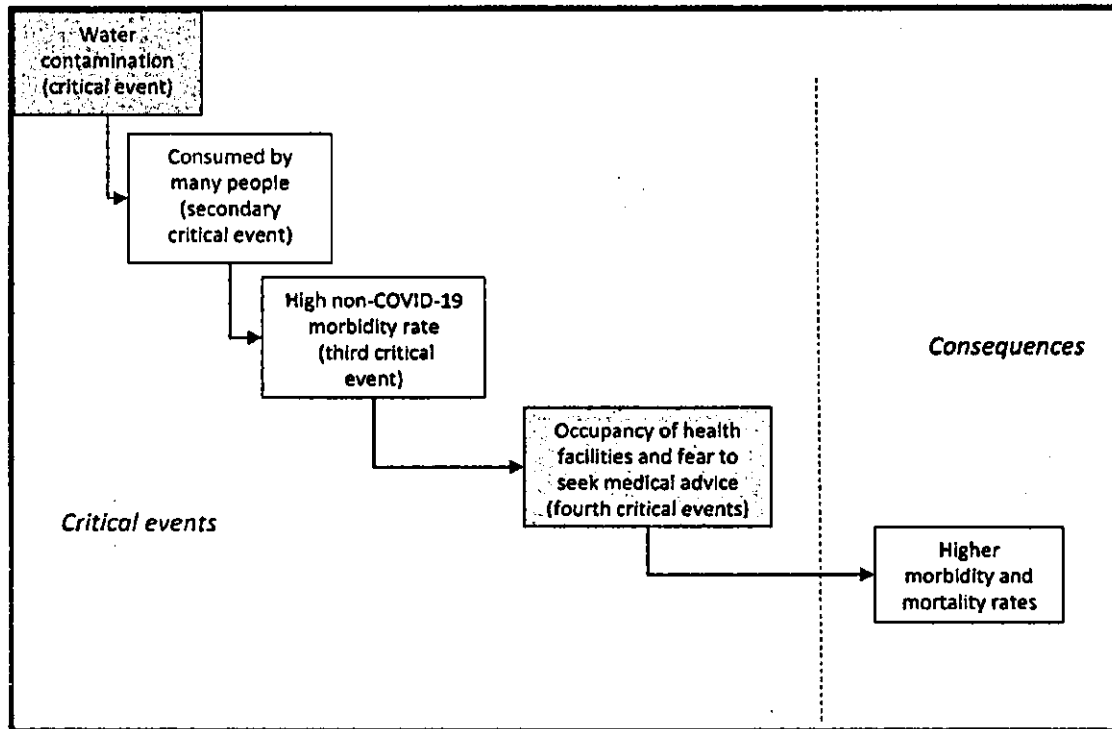 Water
contamination
(critical event)
Consumed by
many people
(secondary
critical event)
High non-COVID-19
morbidity rate
(third critical
event)
Consequences
Occupancy of health
facilities and fear to
seek medical advice
(fourth critical events)
Critical events
Higher
morbidity and
mortality rates